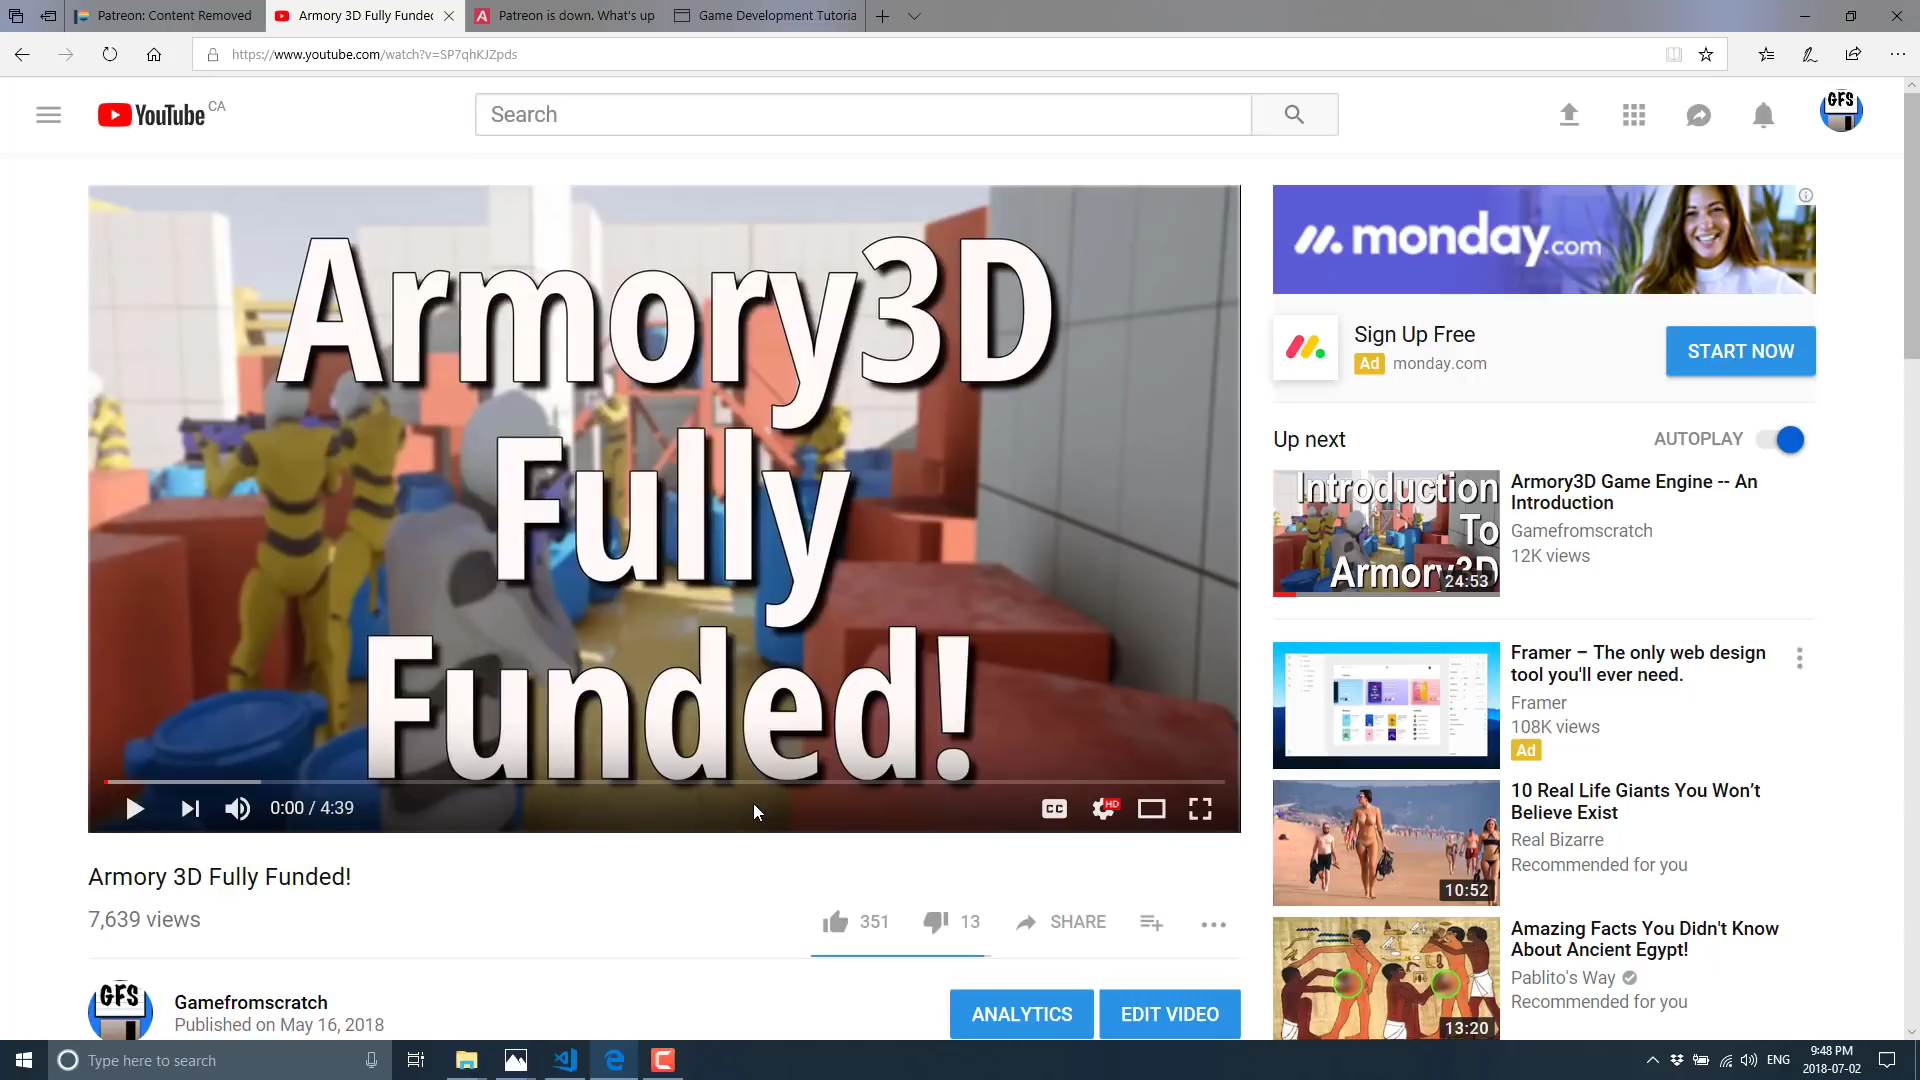 Patreon: Content Removed
Armory 3D Fully Funded
Patreon is down. What's up
Game Development Tutoria
https://www.youtube.com/watch?v=SP7qhKJZpds
YouTube CA
Search
GFS
Armory3D
Fully
Funded!
0:00 / 4:39
CC
HD
monday.com
Sign Up Free
Ad monday.com
START NOW
Up next
AUTOPLAY
Introduction
To
Armory3D
24:53
Armory3D Game Engine -- An
Introduction
Gamefromscratch
12K views
Framer – The only web design
tool you'll ever need.
Framer
108K views
Ad
10:52
10 Real Life Giants You Won't
Believe Exist
Real Bizarre
Recommended for you
13:20
Amazing Facts You Didn't Know
About Ancient Egypt!
Pablito's Way
Recommended for you
Armory 3D Fully Funded!
7,639 views
351
13
SHARE
GFS
Gamefromscratch
Published on May 16, 2018
ANALYTICS
EDIT VIDEO
Type here to search
ENG
9:48 PM
2018-07-02